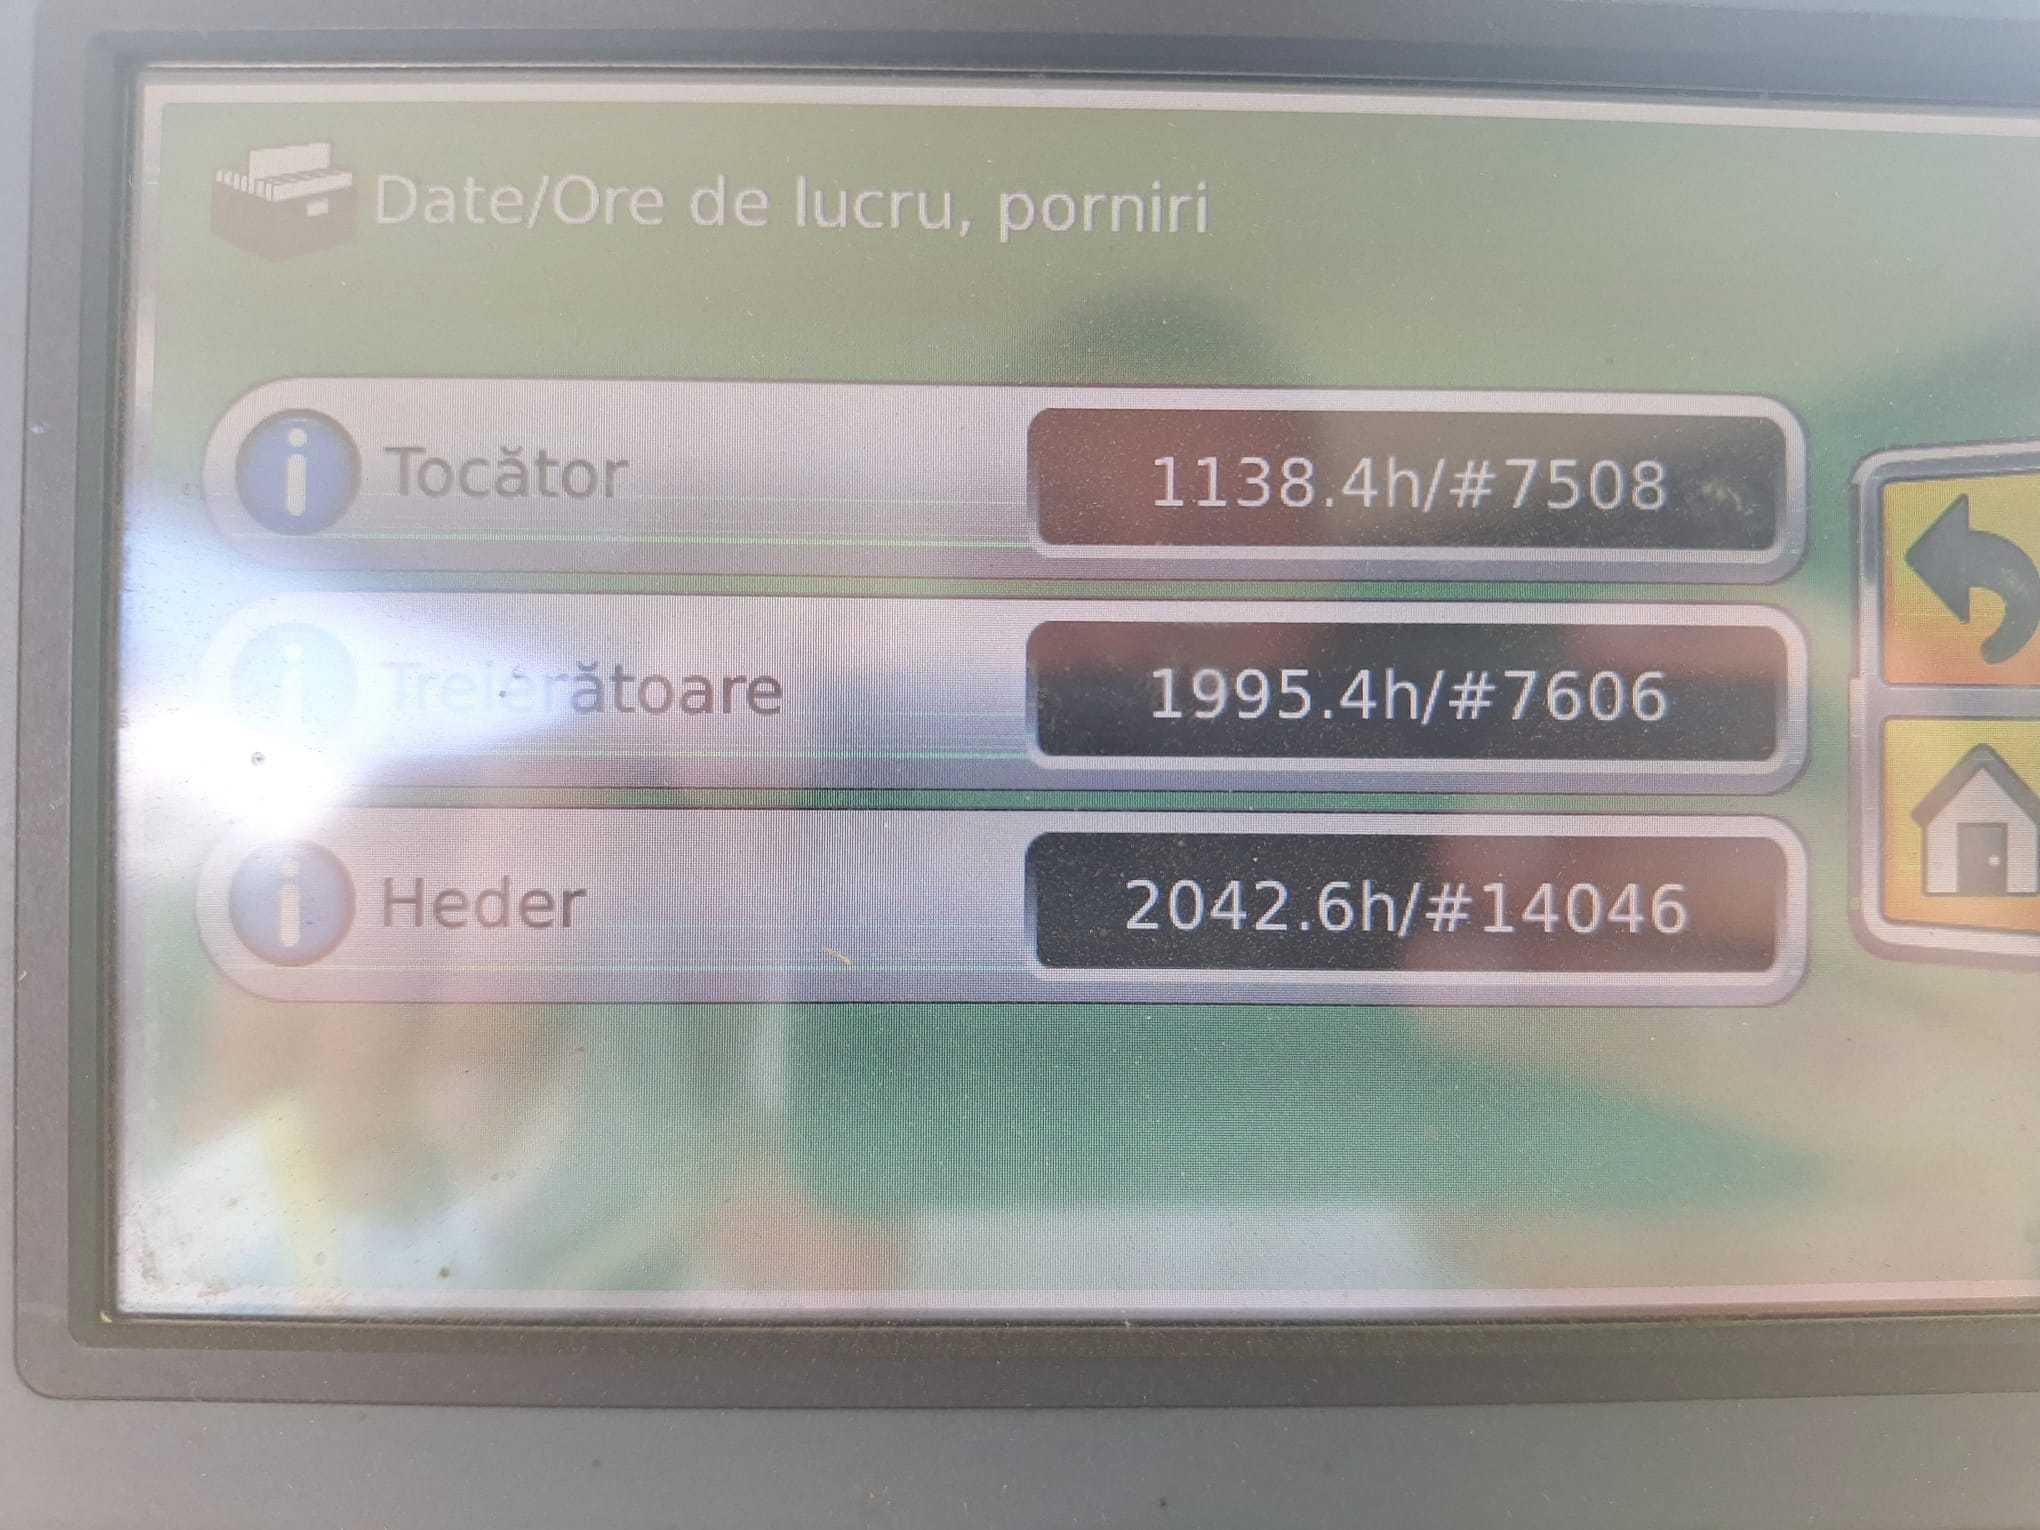 Date/Ore de lucru, porniri
Tocător
1138.4h/#7508
Treierătoare
1995.4h/#7606
Heder
2042.6h/#14046